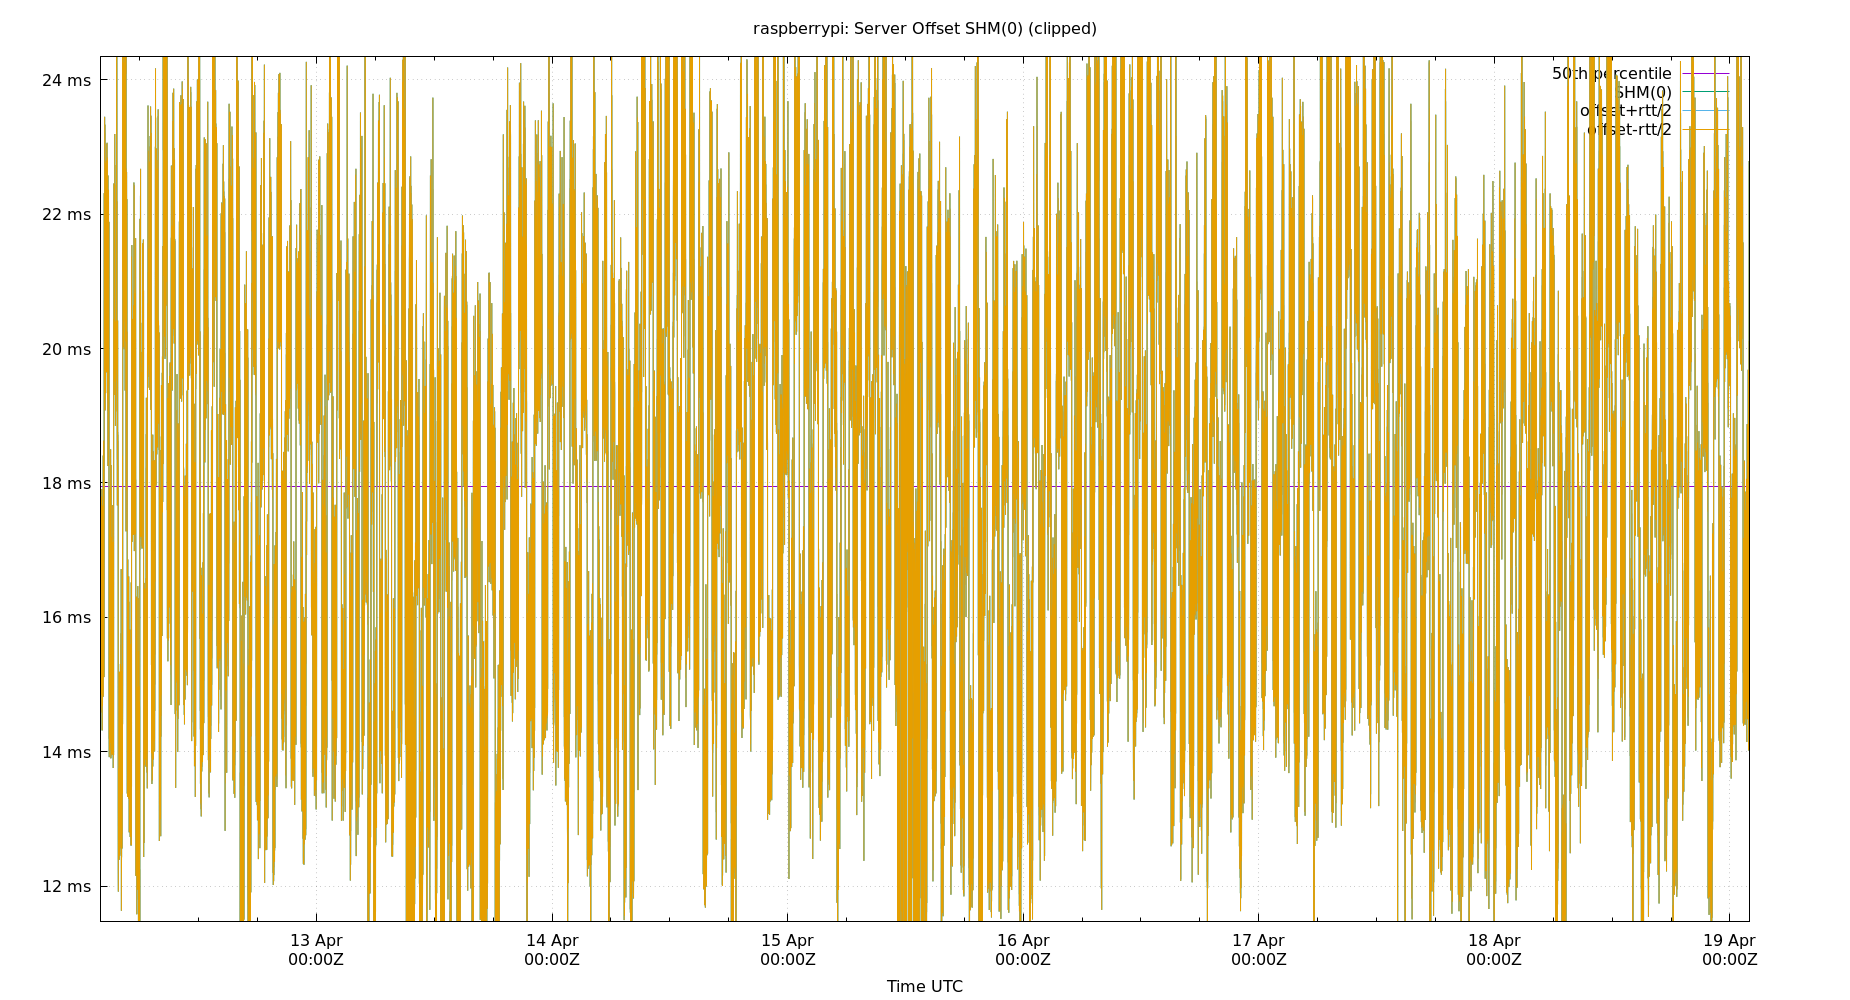 raspberrypi: Server Offset SHM(0) (clipped)
24 ms
22 ms
20 ms
18 ms
16 ms
14 ms
12 ms
50th percentile
SHM(0)
offset+rtt/2
offset-rtt/2
13 Apr 14 Apr 15 Apr 16 Apr 17 Apr 18 Apr 19 Apr
00:00Z 00:00Z 00:00Z 00:00Z 00:00Z 00:00Z 00:00Z
Time UTC